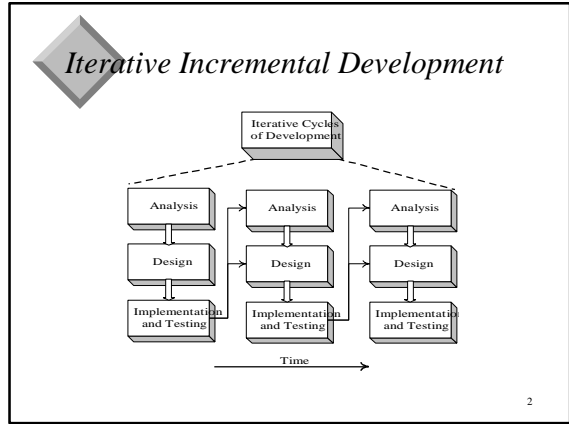 Iterative Incremental Development
Iterative Cycles
of Development
Analysis
Analysis
Analysis
Design
Design
Design
Implementation
and Testing
Implementation
and Testing
Implementation
and Testing
Time
2